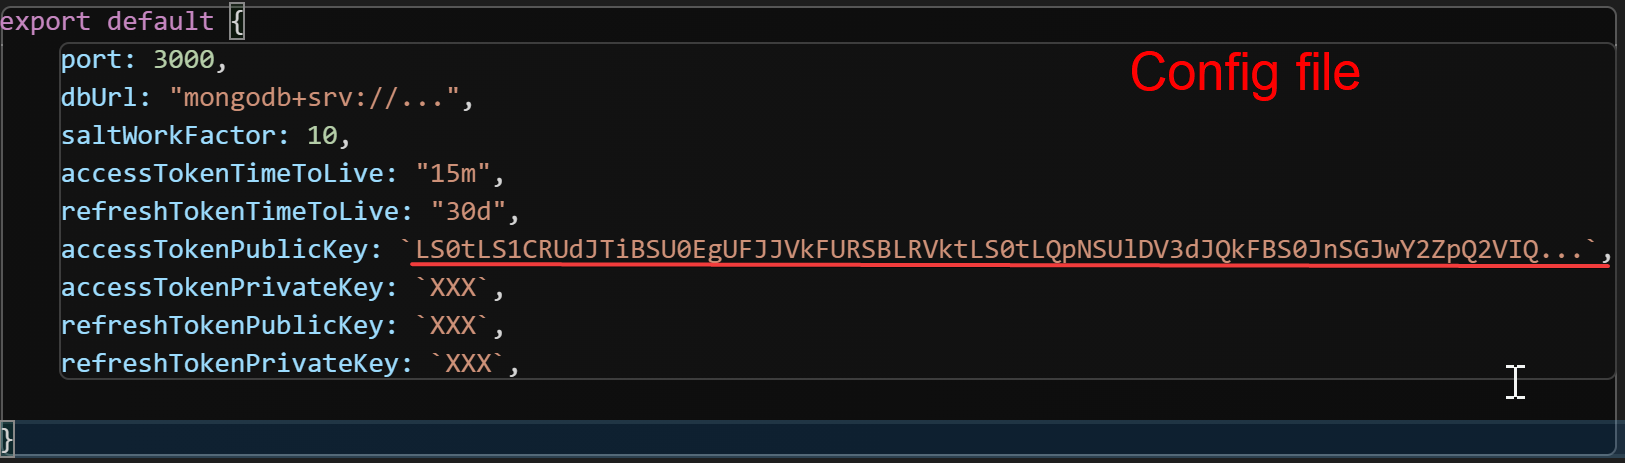 export default {
port: 3000,
Config file
dbUrl: "mongodb+srv://...",
saltWorkFactor: 10,
accessTokenTimeToLive: "15m",
refreshTokenTimeToLive: "30d",
accessTokenPublicKey: `LS0tLS1CRUdJTiBSU0EgUFJJVkFURSBLRVktLS0tLQpNSUlDV3dJQkFBS0JnSGJwY2ZpQ2VIQ...`,
accessTokenPrivateKey: `XXX`,
refreshTokenPublicKey: `XXX`,
refreshTokenPrivateKey: `XXX`,
}